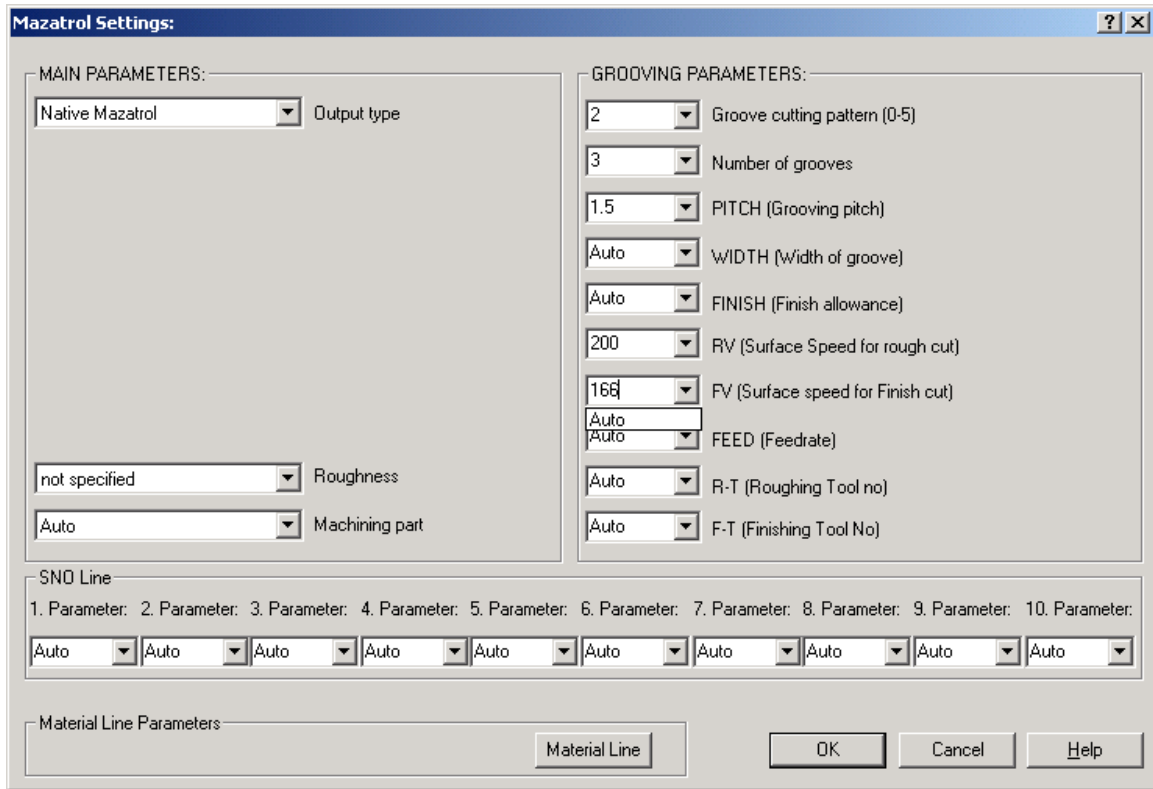 Mazatrol Settings:
MAIN PARAMETERS:
Native Mazatrol Output type
not specified Roughness
Auto Machining part
GROOVING PARAMETERS:
2 Groove cutting pattern (0-5)
3 Number of grooves
1.5 PITCH (Grooving pitch)
Auto WIDTH (Width of groove)
Auto FINISH (Finish allowance)
200 RV (Surface Speed for rough cut)
166 FV (Surface speed for Finish cut)
Auto
Auto FEED (Feedrate)
Auto R-T (Roughing Tool no)
Auto F-T (Finishing Tool No)
SNO Line
1. Parameter: 2. Parameter: 3. Parameter: 4. Parameter: 5. Parameter: 6. Parameter: 7. Parameter: 8. Parameter: 9. Parameter: 10. Parameter:
Auto Auto Auto Auto Auto Auto Auto Auto Auto Auto
Material Line Parameters
Material Line
OK Cancel Help